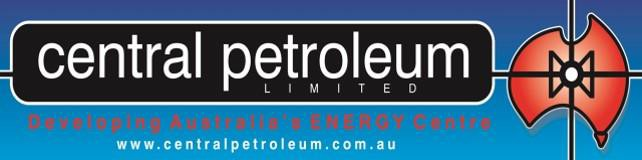 central petroleum
LIMITED
Developing Australia's ENERGY Centre
www.centralpetroleum.com.au